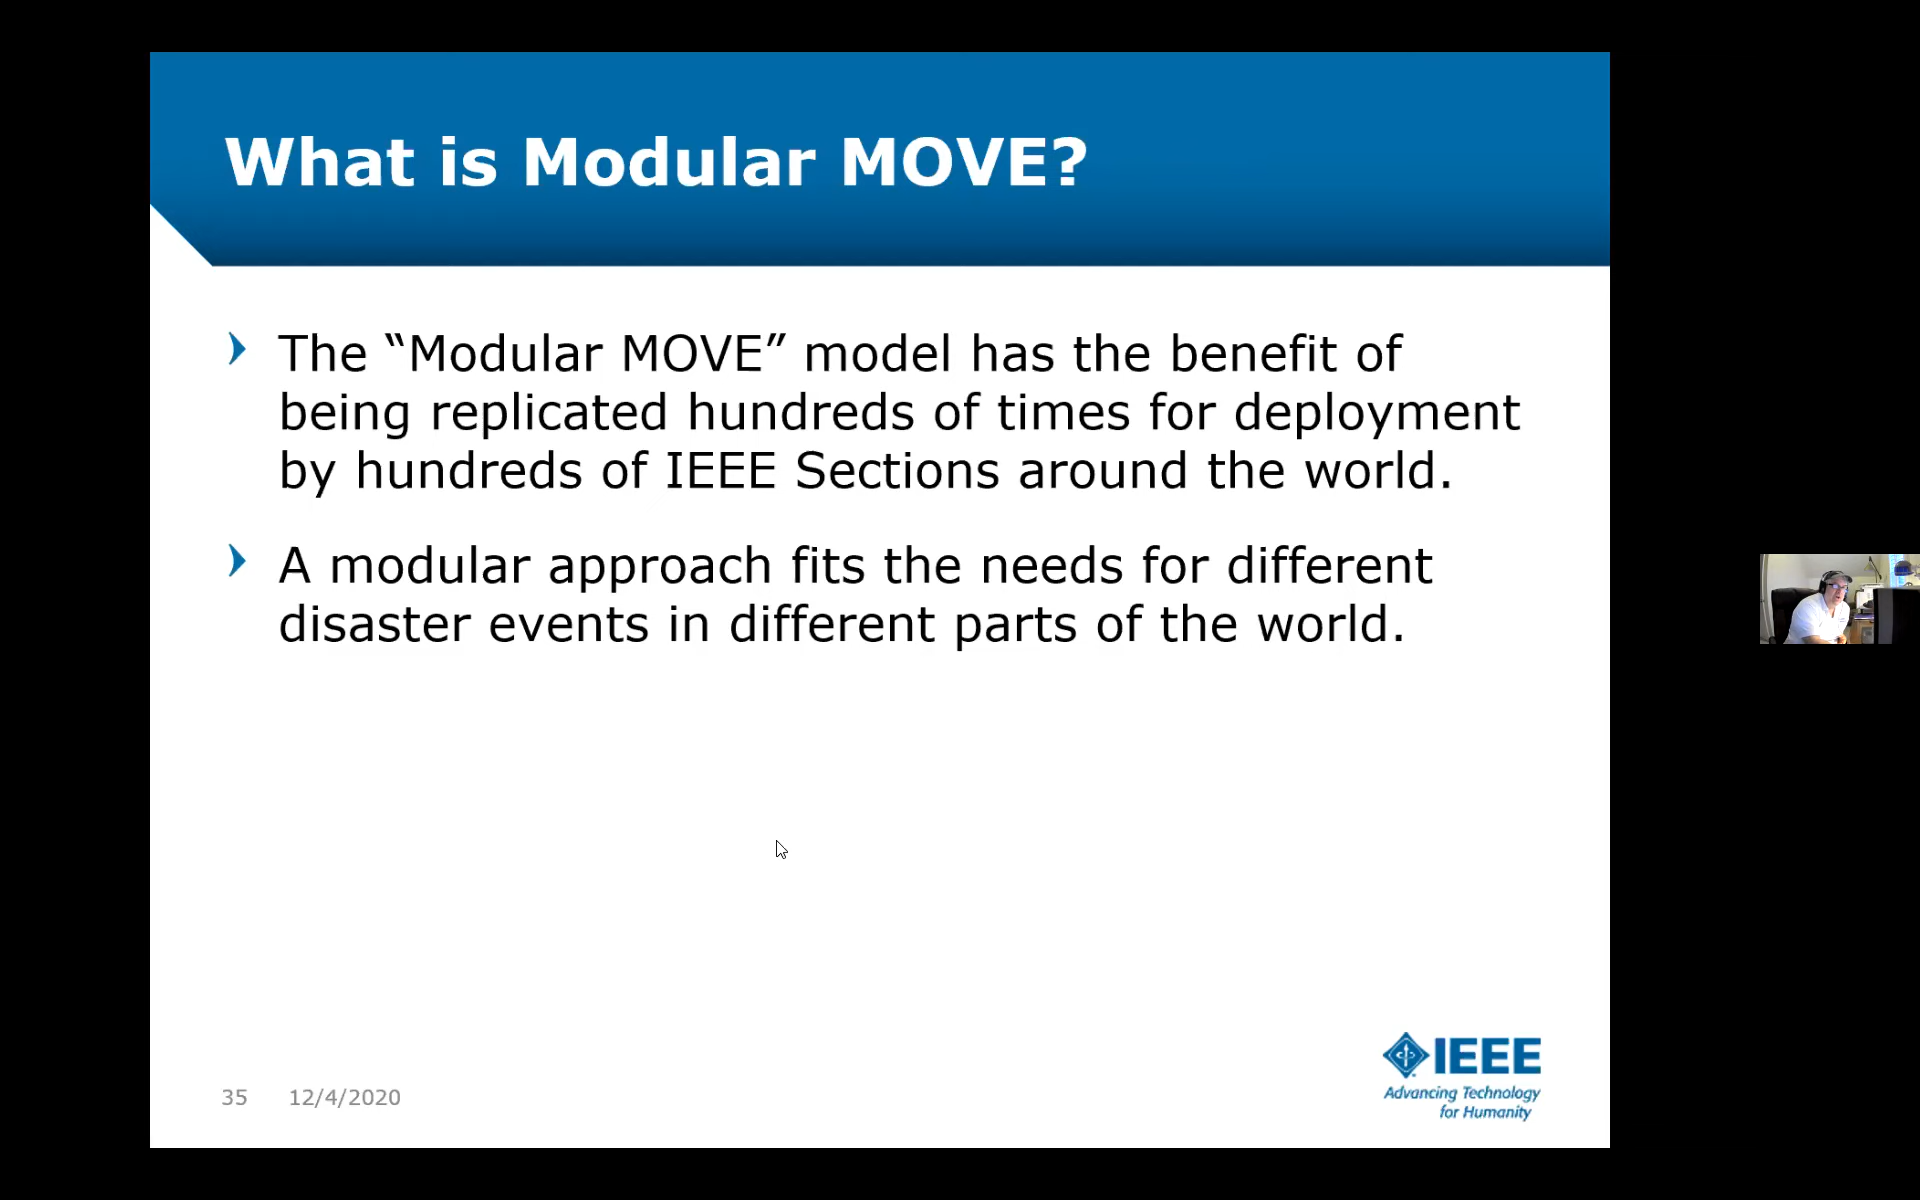 What is Modular MOVE?
The “Modular MOVE” model has the benefit of
being replicated hundreds of times for deployment
by hundreds of IEEE Sections around the world.
A modular approach fits the needs for different
disaster events in different parts of the world.
IEEE
Advancing Technology
for Humanity
35 12/4/2020